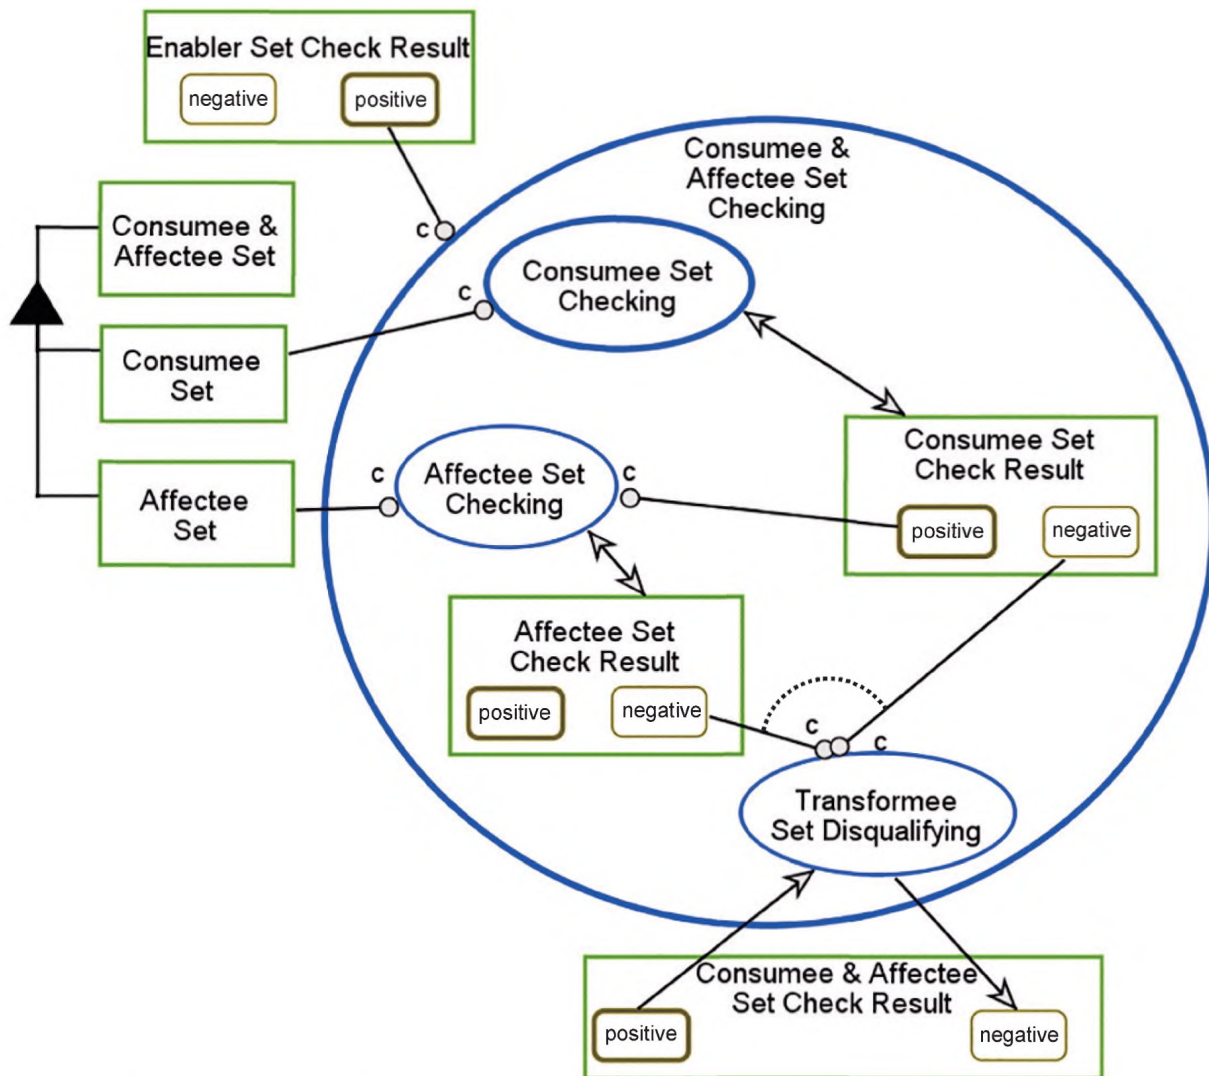 Enabler Set Check Result
negative
positive
Consumee &
Affectee Set
Checking
c
Consumee &
Affectee Set
Consumee Set
Checking
c
Consumee
Set
Consumee Set
Check Result
positive
negative
Affectee Set
Checking
c
c
Affectee
Set
Affectee Set
Check Result
positive
negative
c
c
Transformee
Set Disqualifying
Consumee & Affectee
Set Check Result
positive
negative